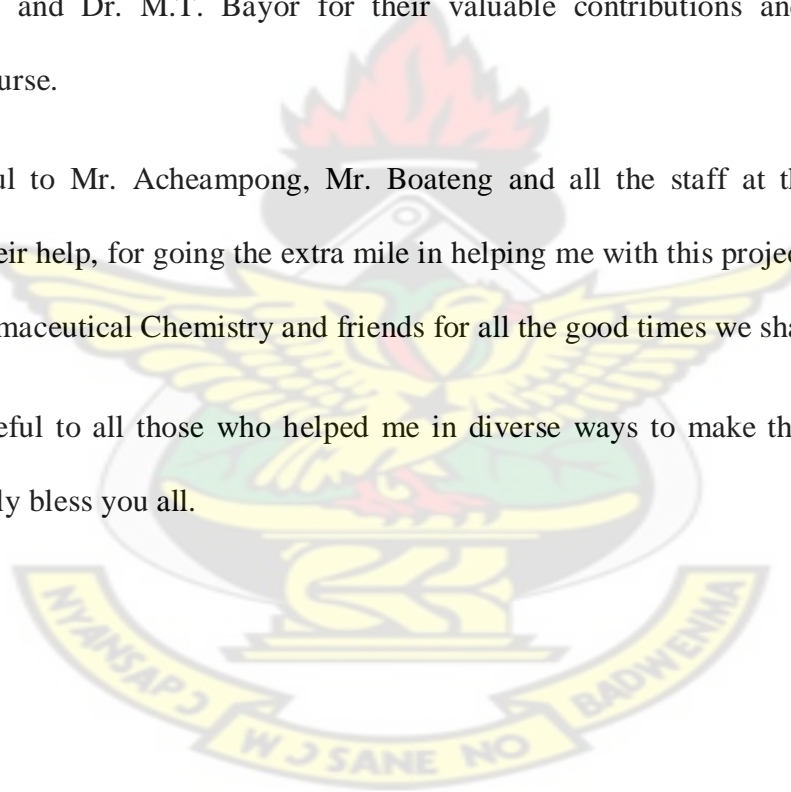 and Dr. M.T. Bayor for their valuable contributions and
urse.
ul to Mr. Acheampong, Mr. Boateng and all the staff at th
eir help, for going the extra mile in helping me with this projec
maceutical Chemistry and friends for all the good times we sha
eful to all those who helped me in diverse ways to make th
ly bless you all.
NYANSAPƆ WƆSANE NO BADWENMA